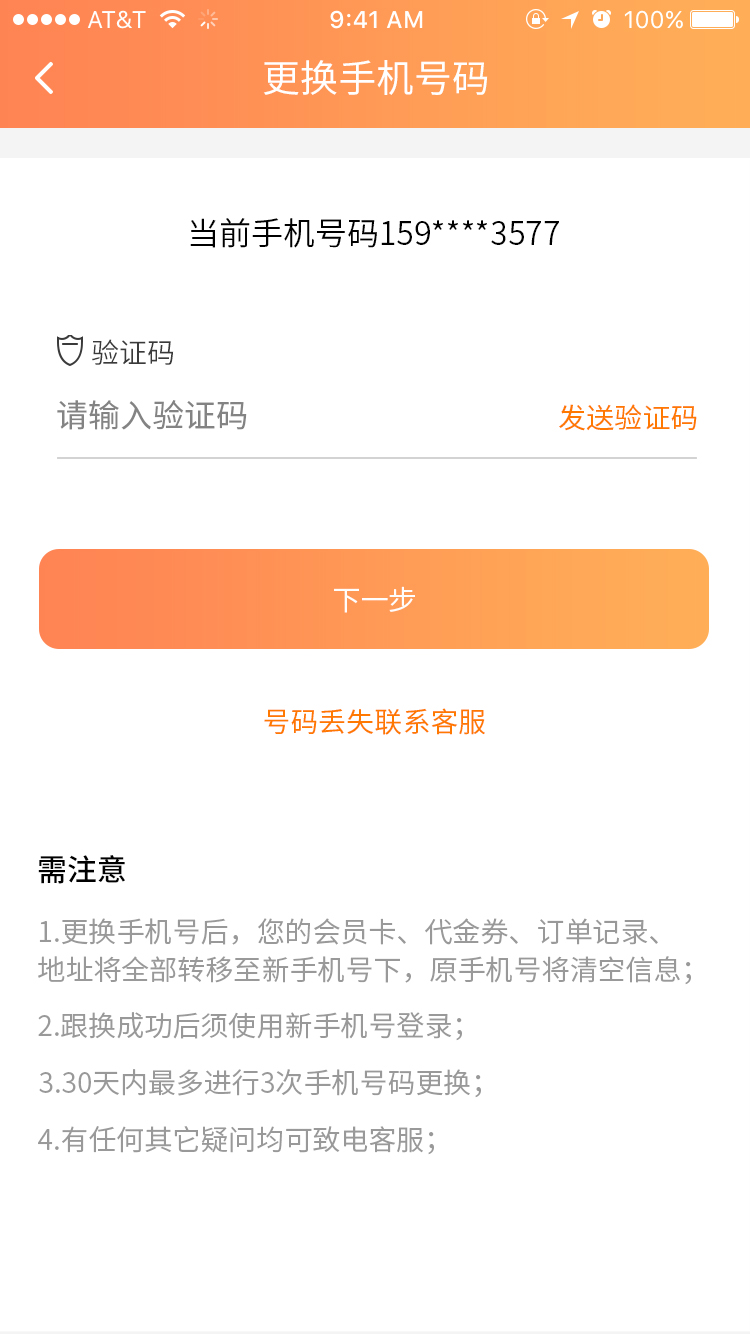 AT&T 9:41 AM 100%
更换手机号码
当前手机号码159****3577
验证码
请输入验证码 发送验证码
下一步
号码丢失联系客服
需注意
1.更换手机号后，您的会员卡、代金券、订单记录、
地址将全部转移至新手机号下，原手机号将清空信息；
2.跟换成功后须使用新手机号登录；
3.30天内最多进行3次手机号码更换；
4.有任何其它疑问均可致电客服；